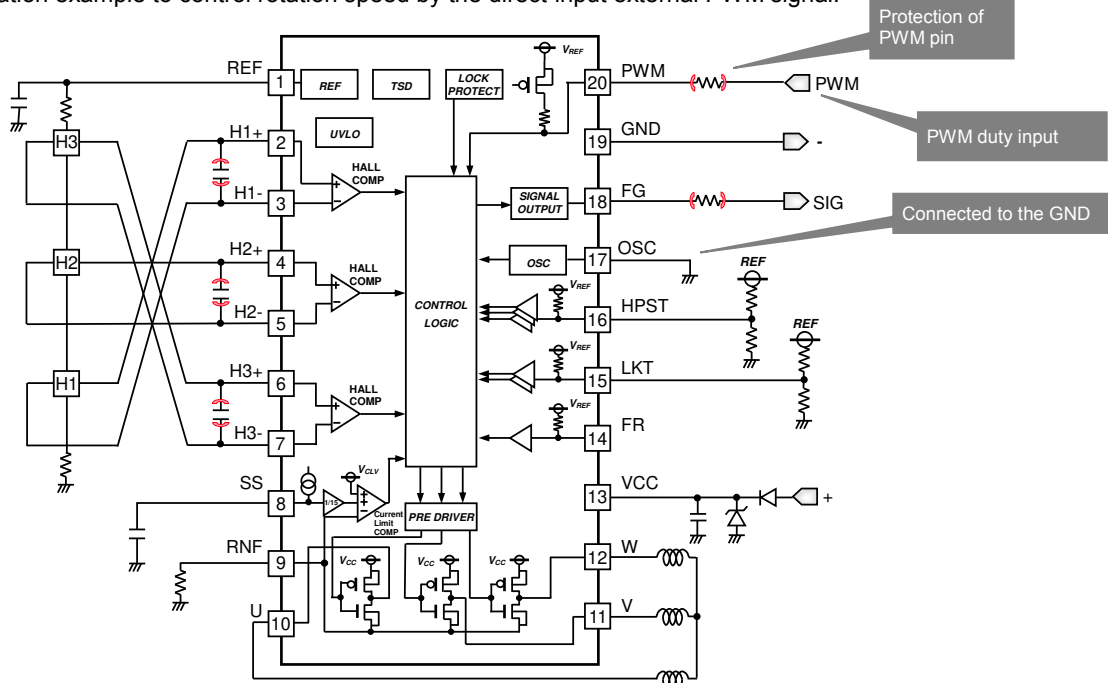 ation example to control rotation speed by the direct input external PWM signal.
Protection of
PWM pin
PWM duty input
Connected to the GND
REF
1
REF
TSD
LOCK
PROTECT
VREF
20
PWM
PWM
UVLO
H3
H1+
2
H1-
3
HALL
COMP
19
GND
-
SIGNAL
OUTPUT
18
FG
SIG
H2
H2+
4
H2-
5
HALL
COMP
CONTROL
LOGIC
OSC
17
OSC
VREF
16
HPST
REF
H1
H3+
6
H3-
7
HALL
COMP
VREF
15
LKT
REF
VREF
14
FR
SS
8
1/15
VCLV
Current
Limit
COMP
PRE DRIVER
13
VCC
+
RNF
9
VCC
VCC
VCC
12
W
U
10
11
V